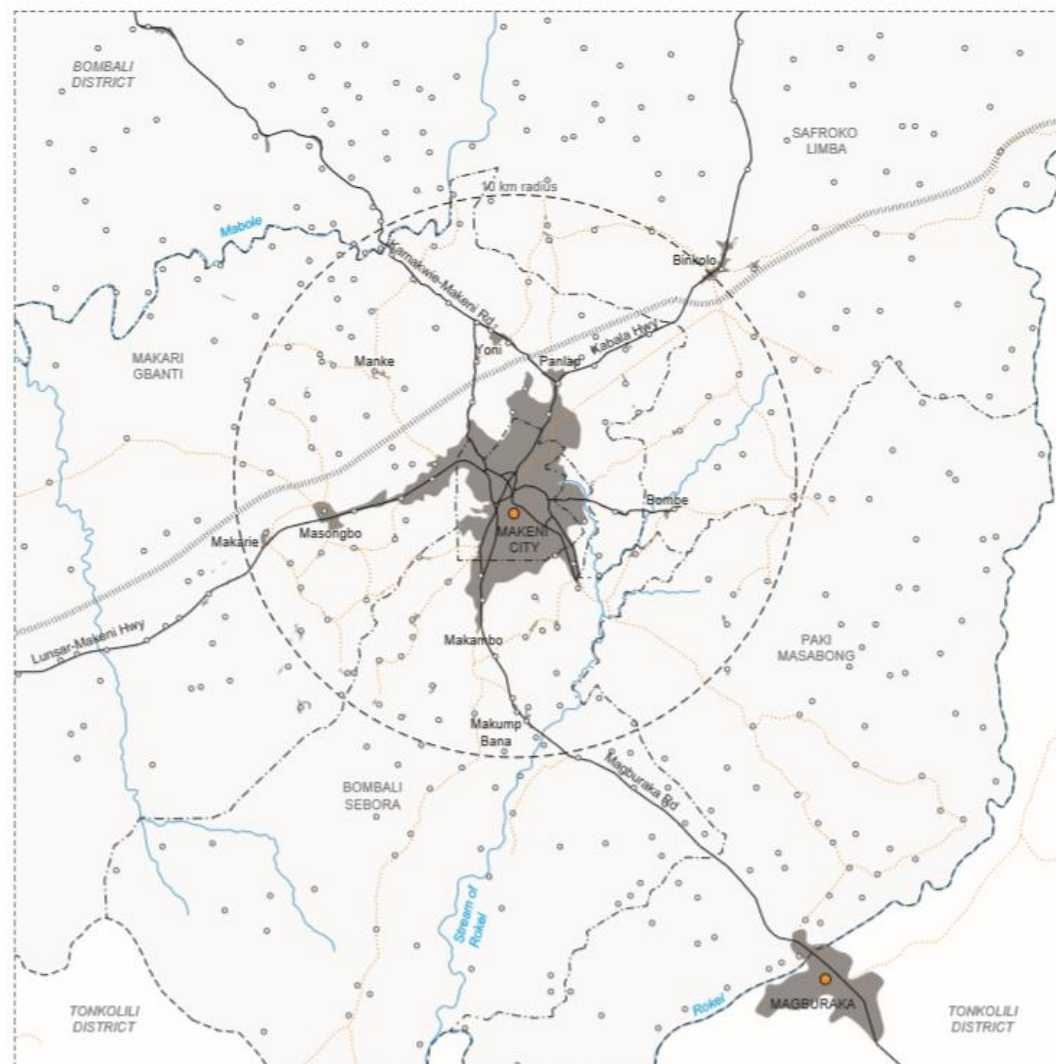 BOMBALI
DISTRICT
SAFROKO
LIMBA
10 km radius
Mabole
Kamakwie-Makeni Rd
Binkolo
MAKARI
GBANTI
Manke
Yoni
Panlap
Kabala Hwy
Bombe
Masongbo
Makarie
MAKENI
CITY
Lunsar-Makeni Hwy
Makambo
PAKI
MASABONG
Makump
Bana
BOMBALI
SEBORA
Magburaka Rd
Stream of
Rokel
Rokel
MAGBURAKA
TONKOLILI
DISTRICT
TONKOLILI
DISTRICT